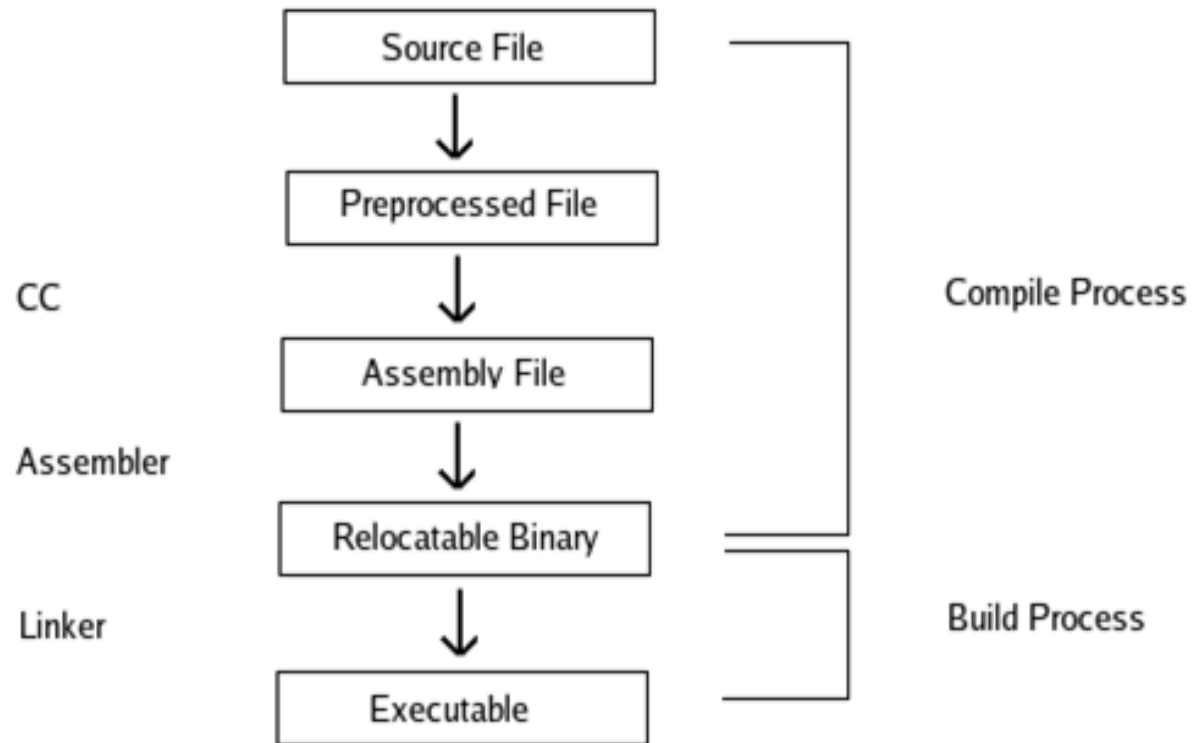 Source File
Preprocessed File
CC
Compile Process
Assembly File
Assembler
Relocatable Binary
Linker
Build Process
Executable